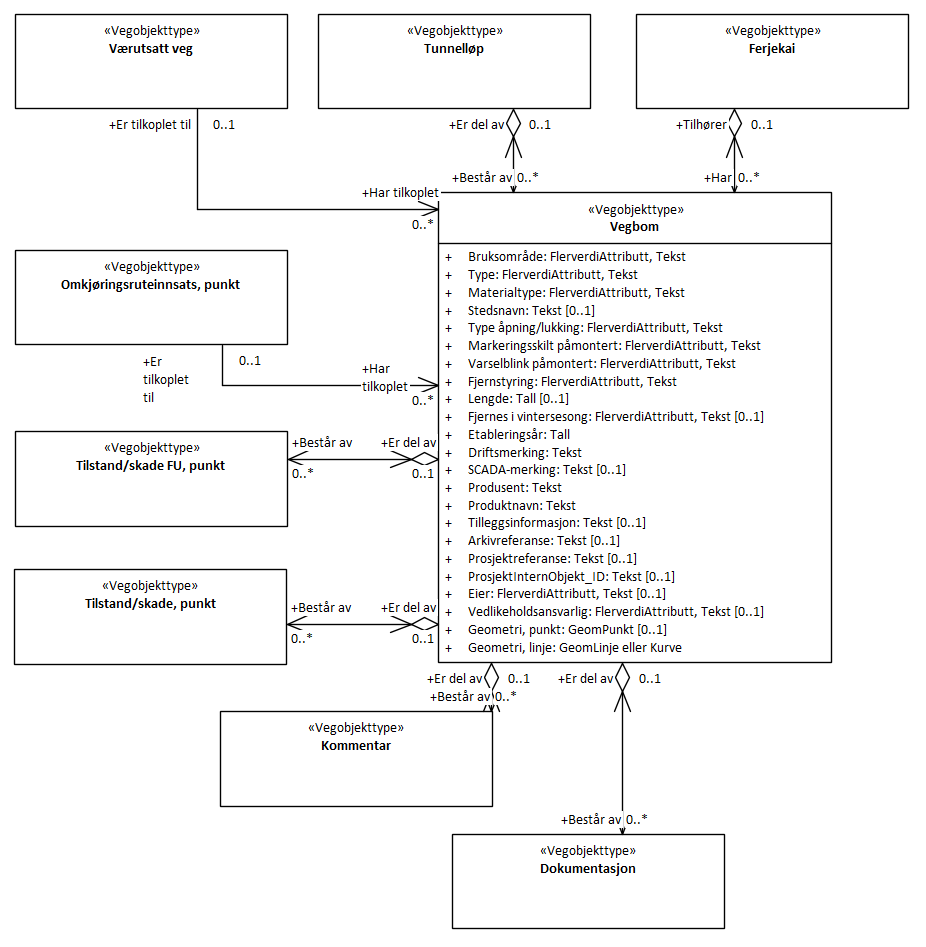 «Vegobjekttype»
Værutsatt veg
«Vegobjekttype»
Tunnelløp
«Vegobjekttype»
Ferjekai
+Er tilkoplet til
0..1
+Er del av
0..1
+Tilhører
0..1
+Består av
0..*
+Har
0..*
+Har tilkoplet
0..*
«Vegobjekttype»
Vegbom
+ Bruksområde: FlerverdiAttributt, Tekst
+ Type: FlerverdiAttributt, Tekst
+ Materialtype: FlerverdiAttributt, Tekst
+ Stedsnavn: Tekst [0..1]
+ Type åpning/lukking: FlerverdiAttributt, Tekst
+ Markeringsskilt påmontert: FlerverdiAttributt, Tekst
+ Varselblink påmontert: FlerverdiAttributt, Tekst
+ Fjernstyring: FlerverdiAttributt, Tekst
+ Lengde: Tall [0..1]
+ Fjernes i vintersesong: FlerverdiAttributt, Tekst [0..1]
+ Etableringsår: Tall
+ Driftsmerking: Tekst
+ SCADA-merking: Tekst [0..1]
+ Produsent: Tekst
+ Produktnavn: Tekst
+ Tilleggsinformasjon: Tekst [0..1]
+ Arkivreferanse: Tekst [0..1]
+ Prosjektreferanse: Tekst [0..1]
+ ProsjektInternObjekt_ID: Tekst [0..1]
+ Eier: FlerverdiAttributt, Tekst [0..1]
+ Vedlikeholdsansvarlig: FlerverdiAttributt, Tekst [0..1]
+ Geometri, punkt: GeomPunkt [0..1]
+ Geometri, linje: GeomLinje eller Kurve
«Vegobjekttype»
Omkjøringsruteinnsats, punkt
+Er
tilkoplet
til
0..1
+Har
tilkoplet
0..*
«Vegobjekttype»
Tilstand/skade FU, punkt
+Består av
0..*
+Er del av
0..1
«Vegobjekttype»
Tilstand/skade, punkt
+Består av
0..*
+Er del av
0..1
+Er del av
0..1
+Består av
0..*
+Er del av
0..1
«Vegobjekttype»
Kommentar
+Består av
0..*
«Vegobjekttype»
Dokumentasjon